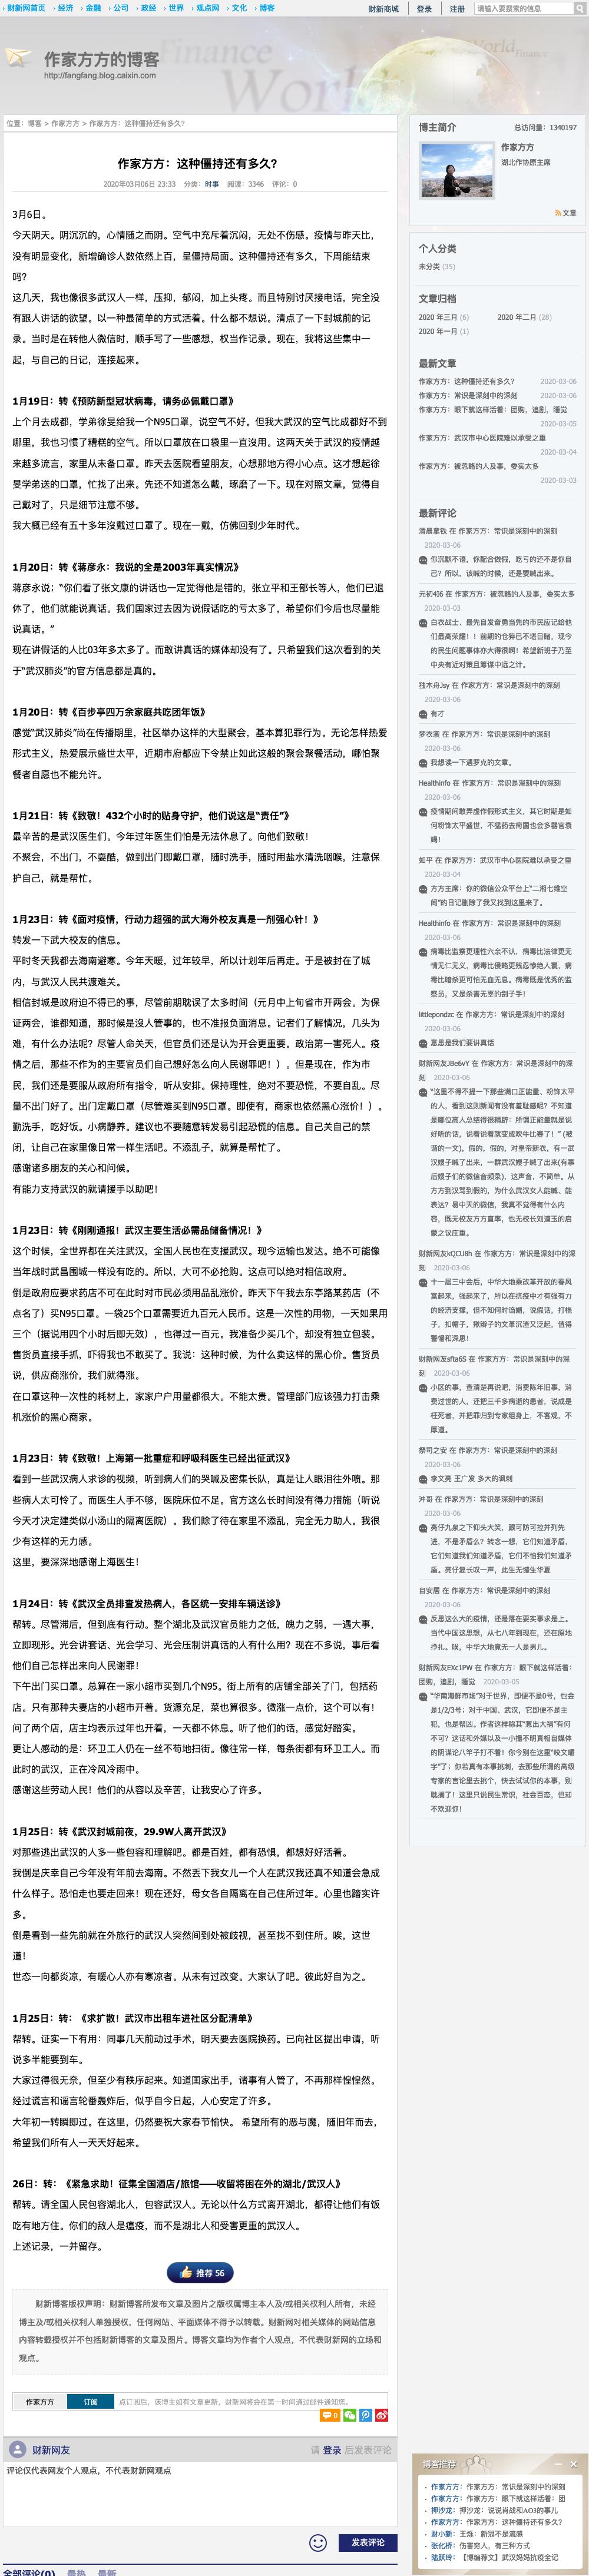 财新网首页 经济 金融 公司 政经 世界 观点网 文化 博客
财新商城 登录 注册 请输入要搜索的信息
作家方方的博客
http://fangfang.blog.caixin.com
位置：博客 > 作家方方 > 作家方方：这种僵持还有多久？
作家方方：这种僵持还有多久？
2020年03月06日 23:33 分类：时事 阅读：3346 评论：0
3月6日。
今天阴天。阴沉沉的，心情随之而阴。空气中充斥着沉闷，无处不伤感。疫情与昨天比，
没有明显变化，新增确诊人数依然上百，呈僵持局面。这种僵持还有多久，下周能结束
吗？
这几天，我也像很多武汉人一样，压抑，郁闷，加上头疼。而且特别讨厌接电话，完全没
有跟人讲话的欲望。以一种最简单的方式活着。什么都不想说。清点了一下封城前的记
录。当时是在转他人微信时，顺手写了一些感想，权当作记录。现在，我将这些集中一
起，与自己的日记，连接起来。
1月19日：转《预防新型冠状病毒，请务必佩戴口罩》
上个月去成都，学弟徐旻给我一个N95口罩，说空气不好。但我大武汉的空气比成都好不到
哪里，我也习惯了糟糕的空气。所以口罩放在口袋里一直没用。这两天关于武汉的疫情越
来越多流言，家里从未备口罩。昨天去医院看望朋友，心想那地方得小心点。这才想起徐
旻学弟送的口罩，忙找了出来。先还不知道怎么戴，琢磨了一下。现在对照文章，觉得自
己戴对了，只是细节注意不够。
我大概已经有五十多年沒戴过口罩了。现在一戴，仿佛回到少年时代。
1月20日：转《蒋彦永：我说的全是2003年真实情况》
蒋彦永说；“你们看了张文康的讲话也一定觉得他是错的，张立平和王部长等人，他们已退
休了，他们就能说真话。我们国家过去因为说假话吃的亏太多了，希望你们今后也尽量能
说真话。”
现在讲假话的人比03年多太多了。而敢讲真话的媒体却没有了。只希望我们这次看到的关
于“武汉肺炎”的官方信息都是真的。
1月20日：转《百步亭四万余家庭共吃团年饭》
感觉“武汉肺炎”尚在传播期里，社区举办这样的大型聚会，基本算犯罪行为。无论怎样热爱
形式主义，热爱展示盛世太平，近期市府都应下令禁止如此这般的聚会聚餐活动，哪怕聚
餐者自愿也不能允许。
1月21日：转《致敬！432个小时的贴身守护，他们说这是“责任”》
最辛苦的是武汉医生们。今年过年医生们怕是无法休息了。向他们致敬！
不聚会，不出门，不耍酷，做到出门即戴口罩，随时洗手，随时用盐水清洗咽喉，注意保
护自己，就是帮忙。
1月23日：转《面对疫情，行动力超强的武大海外校友真是一剂强心针！》
转发一下武大校友的信息。
平时冬天我都去海南避寒。今年天暖，过年较早，所以计划年后再走。于是被封在了城
内，与武汉人民共渡难关。
相信封城是政府迫不得已的事，尽管前期耽误了太多时间（元月中上旬省市开两会。为保
证两会，谁都知道，那时候是没人管事的，也不准报负面消息。记者们了解情况，几头为
难，有什么办法呢？尽管人命关天，但官员们还是认为开会更重要。政治第一害死人。疫
情之后，那些不作为的主要官员们自己想好怎么向人民谢罪吧！）。但是现在，作为市
民，我们还是要服从政府所有指令，听从安排。保持理性，绝对不要恐慌，不要自乱。尽
量不出门好了。出门定戴口罩（尽管难买到N95口罩。即使有，商家也依然黑心涨价！）。
勤洗手，吃好饭。小病静养。建议也不要随意转发易引起恐慌的信息。自己关自己的禁
闭，让自己在家里像日常一样生活吧。不添乱子，就算是帮忙了。
感谢诸多朋友的关心和问候。
有能力支持武汉的就请援手以助吧！
1月23日：转《刚刚通报！武汉主要生活必需品储备情况！》
这个时候，全世界都在关注武汉，全国人民也在支援武汉。现今运输也发达。绝不可能像
当年战时武昌围城一样没有吃的。所以，大可不必抢购。这点可以绝对相信政府。
倒是政府应要求药店不可在此时对市民必须用品乱涨价。昨天下午我去东亭路某药店（不
点名了）买N95口罩。一袋25个口罩需要近九百元人民币。这是一次性的用物，一天如果用
三个（据说用四个小时后即无效），也得过一百元。我准备少买几个，却没有独立包装。
售货员直接手抓，吓得我也不敢买了。我说：这种时候，为什么卖这样的黑心价。售货员
说，供应商涨价，我们就得涨。
在口罩这种一次性的耗材上，家家户户用量都很大。不能太贵。管理部门应该强力打击乘
机涨价的黑心商家。
1月23日：转《致敬！上海第一批重症和呼吸科医生已经出征武汉》
看到一些武汉病人求诊的视频，听到病人们的哭喊及密集长队，真是让人眼泪往外喷。那
些病人太可怜了。而医生人手不够，医院床位不足。官方这么长时间没有得力措施（听说
今天才决定建类似小汤山的隔离医院）。我们除了待在家里不添乱，完全无力助人。我很
少有这样的无力感。
这里，要深深地感谢上海医生！
1月24日：转《武汉全员排查发热病人，各区统一安排车辆送诊》
帮转。尽管滞后，但到底有行动。整个湖北及武汉官员能力之低，魄力之弱，一遇大事，
立即现形。光会讲套话、光会学习、光会压制讲真话的人有什么用？现在不多说，事后看
他们自己怎样出来向人民谢罪！
下午出门买口罩。总算在一家小超市买到几个N95。街上所有的店铺全部关了门，包括药
店。只有那种夫妻店的小超市开着。货源充足，菜也算很多。微涨一点价，这个可以有！
问了两个店，店主均表示过年也开着，一天都不休息。听了他们的话，感觉好踏实。
更让人感动的是：环卫工人仍在一丝不苟地扫街。像往常一样，每条街都有环卫工人。而
此时的武汉，正在冷风冷雨中。
感谢这些劳动人民！他们的从容以及辛苦，让我安心了许多。
1月25日：转《武汉封城前夜，29.9W人离开武汉》
对那些逃出武汉的人多一些包容和理解吧。都是百姓，都有恐惧，都想好好活着。
我倒是庆幸自己今年没有年前去海南。不然丢下我女儿一个人在武汉我还真不知道会急成
什么样子。恐怕走也要走回来！现在还好，母女各自隔离在自己住所过年。心里也踏实许
多。
倒是看到一些先前就在外旅行的武汉人突然间到处被歧视，甚至找不到住所。唉，这世
道！
世态一向都炎凉，有暖心人亦有寒凉者。从未有过改变。大家认了吧。彼此好自为之。
1月25日：转：《求扩散！武汉市出租车进社区分配清单》
帮转。证实一下有用：同事几天前动过手术，明天要去医院换药。已向社区提出申请，听
说多半能要到车。
大家过得很无奈，但至少有秩序起来。知道囯家出手，诸事有人管了，不再那样惶惶然。
经过谎言和谣言轮番轰炸后，似乎自今日起，人心安定了许多。
大年初一转瞬即过。在这里，仍然要祝大家春节愉快。 希望所有的恶与魔，随旧年而去，
希望我们所有人一天天好起来。
26日：转：《紧急求助！征集全国酒店/旅馆——收留将困在外的湖北/武汉人》
帮转。请全国人民包容湖北人，包容武汉人。无论以什么方式离开湖北，都得让他们有饭
吃有地方住。你们的敌人是瘟疫，而不是湖北人和受害更重的武汉人。
上述记录，一并留存。
推荐 56
财新博客版权声明：财新博客所发布文章及图片之版权属博主本人及/或相关权利人所有，未经
博主及/或相关权利人单独授权，任何网站、平面媒体不得予以转载。财新网对相关媒体的网站信息
内容转载授权并不包括财新博客的文章及图片。博客文章均为作者个人观点，不代表财新网的立场和
观点。
作家方方 订阅 点订阅后，该博主如有文章更新，财新网将会在第一时间通过邮件通知您。
0
财新网友 请 登录 后发表评论
评论仅代表网友个人观点，不代表财新网观点
发表评论
全部评论(0) 最热 最新
博主简介 总访问量：1340197
作家方方
湖北作协原主席
文章
个人分类
未分类 (35)
文章归档
2020 年三月 (6) 2020 年二月 (28)
2020 年一月 (1)
最新文章
作家方方：这种僵持还有多久？ 2020-03-06
作家方方：常识是深刻中的深刻 2020-03-06
作家方方：眼下就这样活着：团购，追剧，睡觉
2020-03-05
作家方方：武汉市中心医院难以承受之重
2020-03-04
作家方方：被忽略的人及事，委实太多
2020-03-03
最新评论
清晨拿铁 在 作家方方：常识是深刻中的深刻
2020-03-06
你沉默不语，你配合做假，吃亏的还不是你自
己？所以，该喊的时候，还是要喊出来。
元初4I6 在 作家方方：被忽略的人及事，委实太多
2020-03-03
白衣战士、最先自发奋勇当先的市民应记给他
们最高荣耀！！前期的仓猝已不堪目睹，现今
的民生问题事体亦大得很啊！希望新班子乃至
中央有近对策且筹谋中远之计。
独木舟Jsy 在 作家方方：常识是深刻中的深刻
2020-03-06
有才
梦衣裳 在 作家方方：常识是深刻中的深刻
2020-03-06
我想读一下遇罗克的文章。
Healthinfo 在 作家方方：常识是深刻中的深刻
2020-03-06
疫情期间敢弄虚作假形式主义，其它时期是如
何粉饰太平盛世，不猛药去疴国也会多器官衰
竭！
如平 在 作家方方：武汉市中心医院难以承受之重
2020-03-04
方方主席：你的微信公众平台上“二湘七维空
间”的日记删除了我又找到这里来了。
Healthinfo 在 作家方方：常识是深刻中的深刻
2020-03-06
病毒比监察更理性六亲不认，病毒比法律更无
情无仁无义，病毒比侵略更残忍惨绝人寰，病
毒比暗杀更可怕无血无息。病毒既是优秀的监
察员，又是杀害无辜的刽子手！
littlepondzc 在 作家方方：常识是深刻中的深刻
2020-03-06
意思是我们要讲真话
财新网友J8e6vY 在 作家方方：常识是深刻中的深
刻 2020-03-06
“这里不得不提一下那些满口正能量、粉饰太平
的人，看到这則新闻有没有羞耻感呢？不知道
是哪位高人总结得很精辟：所谓正能量就是说
好听的话，说着说着就变成吹牛比赛了！” (被
谐的一文)，假的，假的，对皇帝新衣，有一武
汉嫂子喊了出来，一群武汉嫂子喊了出来(有事
后嫂子们的微信音频录)，这声音，不简单。从
方方到汉骂到假的，为什么武汉女人能喊、能
表达？易中天的微信，我真不觉得有什么内
容，既无校友方方直率，也无校长刘道玉的启
蒙之议庄重。
财新网友kQCU8h 在 作家方方：常识是深刻中的深
刻 2020-03-06
十一届三中会后，中华大地乘改革开放的春风
富起来，强起来了，所以在抗疫中才有强有力
的经济支撑，但不知何时诌媚，说假话，打棍
子，扣帽子，揪辫子的文革沉渣又泛起，值得
警懂和深思！
财新网友sfta6S 在 作家方方：常识是深刻中的深
刻 2020-03-06
小区的事，查清楚再说吧，消费陈年旧事，消
费过世的人，还把三千多病逝的患者，说成是
枉死者，并把罪归到专家组身上，不客观，不
厚道。
祭司之安 在 作家方方：常识是深刻中的深刻
2020-03-06
李文亮 王广发 多大的讽刺
沖哥 在 作家方方：常识是深刻中的深刻
2020-03-06
亮仔九泉之下仰头大笑，跟可防可控并列先
进，不是矛盾么？转念一想，它们知道矛盾，
它们知道我们知道矛盾，它们不怕我们知道矛
盾。亮仔复长叹一声，此生无憾生华夏
自安居 在 作家方方：常识是深刻中的深刻
2020-03-06
反思这么大的疫情，还是落在要实事求是上。
当代中国这思想，从七八年到现在，还在原地
挣扎。唉，中华大地竟无一人是男儿。
财新网友EXc1PW 在 作家方方：眼下就这样活着：
团购，追剧，睡觉 2020-03-05
“华南海鲜市场”对于世界，即使不是0号，也会
是1/2/3号；对于中国、武汉，它即便不是主
犯、也是帮凶。作者这样称其“惹出大祸”有何
不可？这话和外媒以及一小撮不明真相自媒体
的阴谋论八竿子打不着！你今别在这里“咬文嚼
字”了；你若真有本事挑刺，去那些所谓的高级
专家的言论里去挑个，快去试试你的本事，别
耽搁了！这里只说民生常识，社会百态，但却
不欢迎你！
博客推荐
作家方方：作家方方：常识是深刻中的深刻
作家方方：作家方方：眼下就这样活着：团
押沙龙：押沙龙：说说肖战和AO3的事儿
作家方方：作家方方：这种僵持还有多久？
财小新：王烁：新冠不是流感
张化桥：伤害穷人，有三种方式
陆跃玲：【博编荐文】武汉妈妈抗疫全记